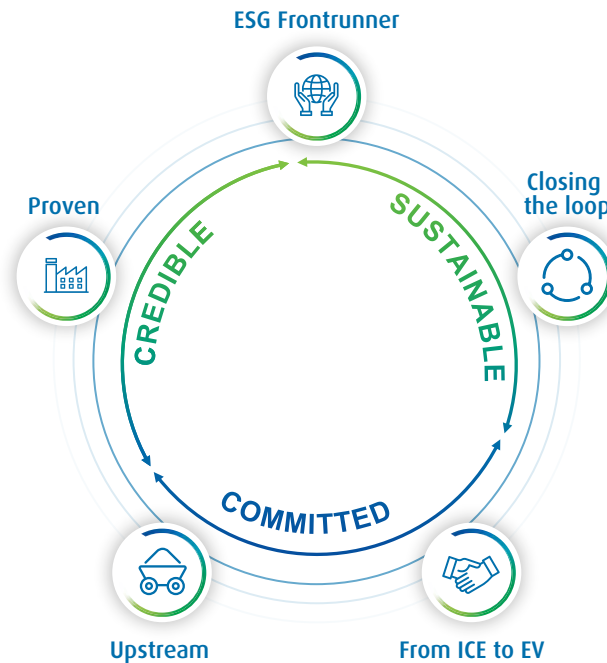 ESG Frontrunner
Proven
Closing
the loop
CREDIBLE
SUSTAINABLE
COMMITTED
Upstream
From ICE to EV